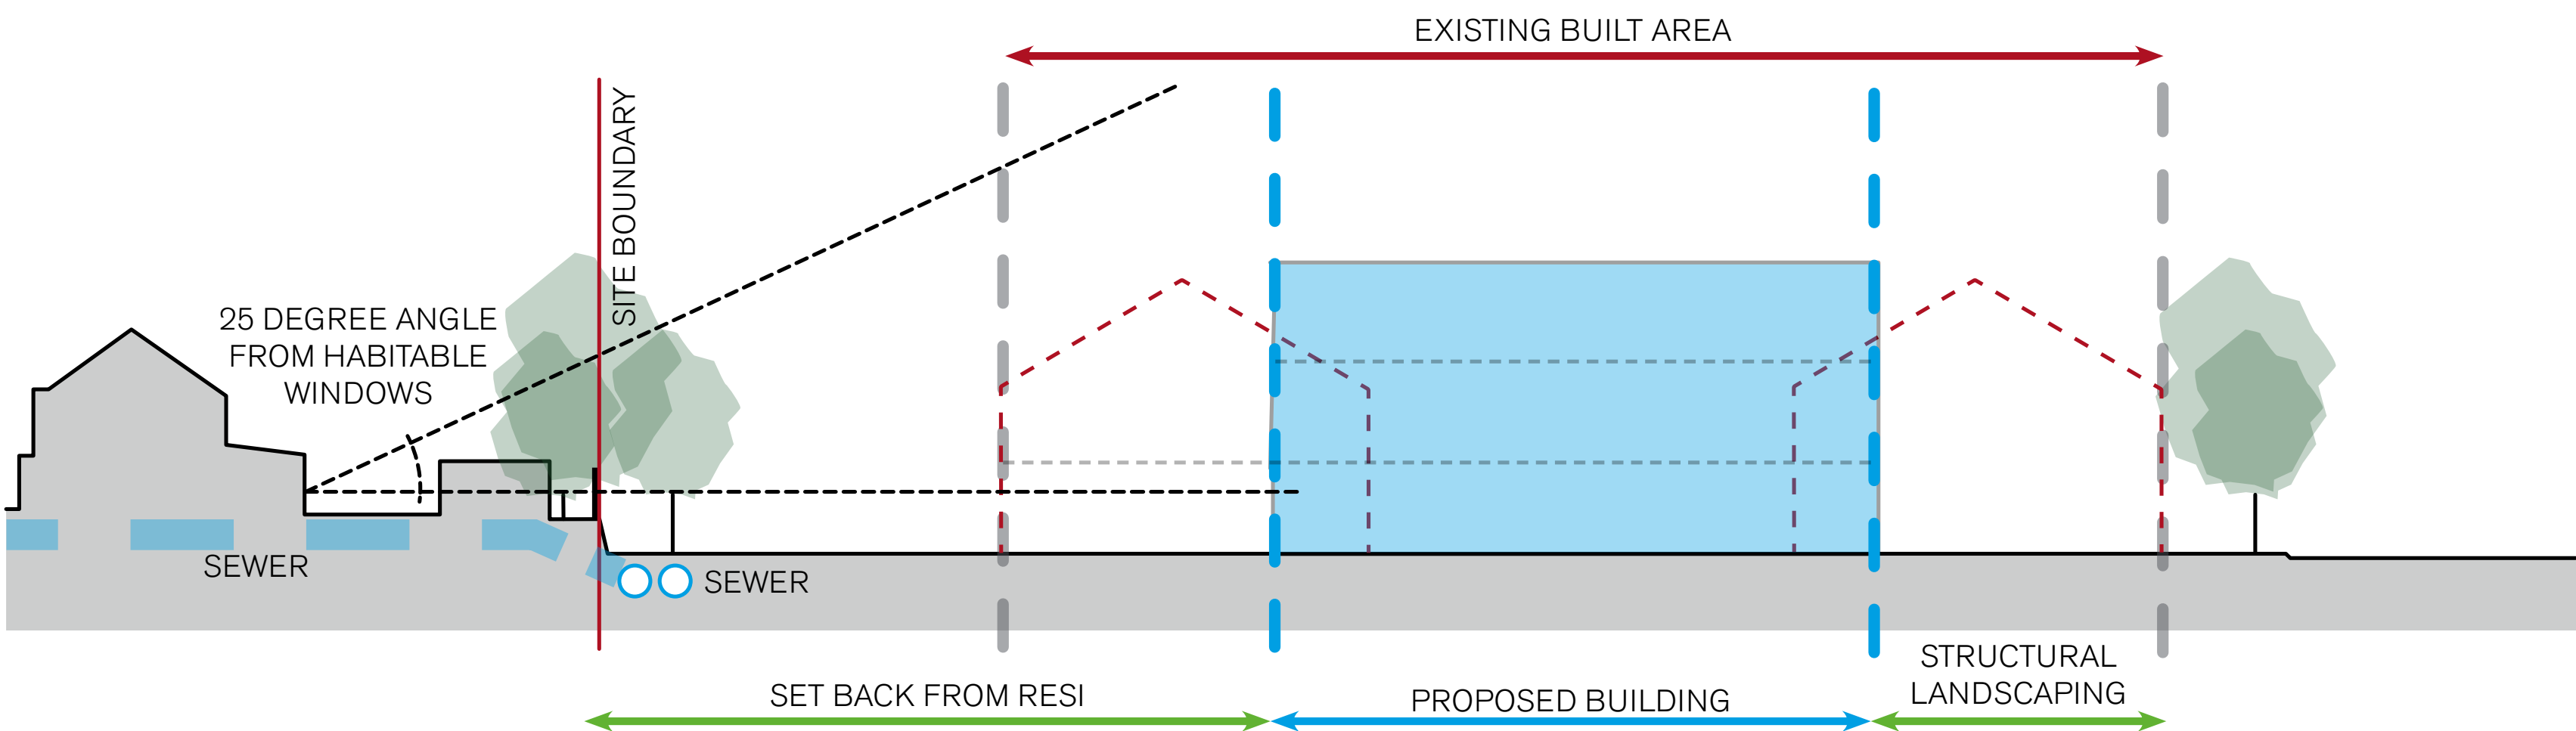 EXISTING BUILT AREA
SITE BOUNDARY
25 DEGREE ANGLE
FROM HABITABLE
WINDOWS
SEWER
SEWER
SET BACK FROM RESI
PROPOSED BUILDING
STRUCTURAL
LANDSCAPING